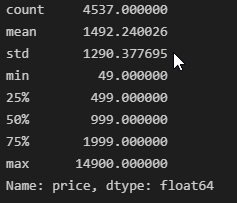 count    4537.000000
mean     1492.240026
std      1290.377695
min        49.000000
25%       499.000000
50%       999.000000
75%      1999.000000
max     14900.000000
Name: price, dtype: float64